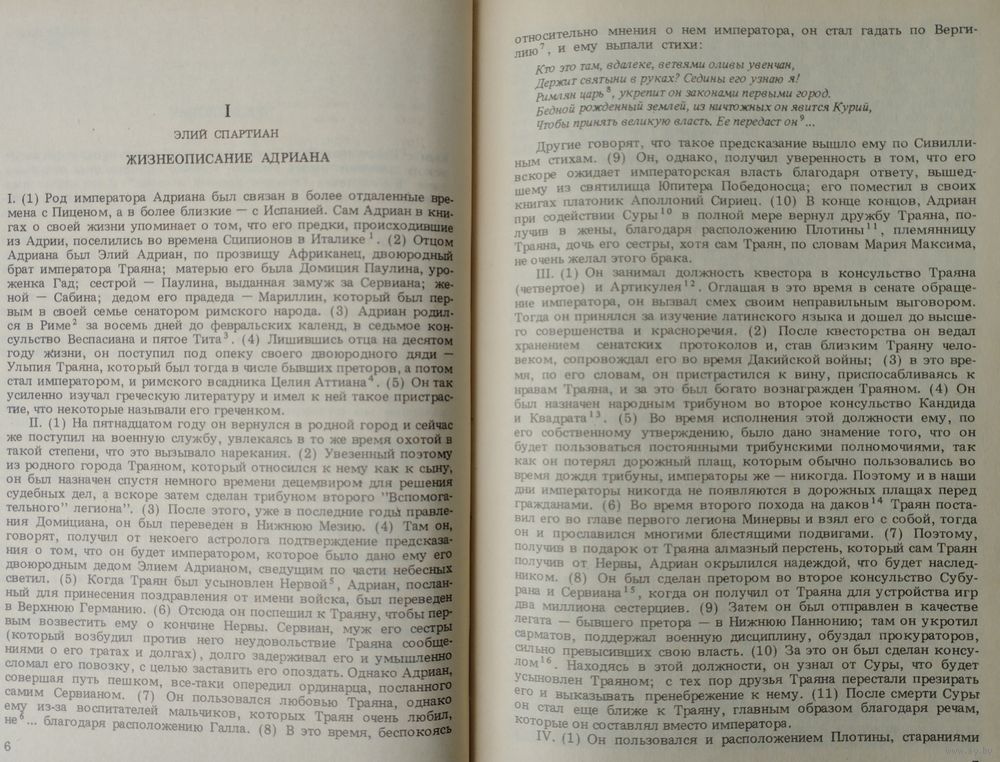 I
ЭЛИЙ СПАРТИАН
ЖИЗНЕОПИСАНИЕ АДРИАНА
I. (1) Род императора Адриана был связан в более отдаленные вре-
мена с Пиценом, а в более близкие — с Испанией. Сам Адриан в кни-
гах о своей жизни упоминает о том, что его предки, происходившие
из Адрии, поселились во времена Сципионов в Италике¹. (2) Отцом
Адриана был Элий Адриан, по прозвищу Африканец, двоюродный
брат императора Траяна; матерью его была Домиция Паулина, уро-
женка Гад; сестрой — Паулина, выданная замуж за Сервиана; же-
ной — Сабина; дедом его прадеда — Мариллин, который был пер-
вым в своей семье сенатором римского народа. (3) Адриан родил-
ся в Риме² за восемь дней до февральских календ, в седьмое кон-
сульство Веспасиана и пятое Тита³. (4) Лишившись отца на десятом
году жизни, он поступил под опеку своего двоюродного дяди —
Ульпия Траяна, который был тогда в числе бывших преторов, а потом
стал императором, и римского всадника Целия Аттиана⁴. (5) Он так
усиленно изучал греческую литературу и имел к ней такое пристрас-
тие, что некоторые называли его греченком.
II. (1) На пятнадцатом году он вернулся в родной город и сейчас
же поступил на военную службу, увлекаясь в то же время охотой в
такой степени, что это вызывало нарекания. (2) Увезенный поэтому
из родного города Траяном, который относился к нему как к сыну,
он был назначен спустя немного времени децемвиром для решения
судебных дел, а вскоре затем сделан трибуном второго "Вспомога-
тельного" легиона". (3) После этого, уже в последние годы правле-
ния Домициана, он был переведен в Нижнюю Мезию. (4) Там он,
говорят, получил от некоего астролога подтверждение предсказа-
ния о том, что он будет императором, которое было дано ему его
двоюродным дедом Элием Адрианом, сведущим по части небесных
светил. (5) Когда Траян был усыновлен Нервой⁵, Адриан, послан-
ный для принесения поздравления от имени войска, был переведен
в Верхнюю Германию. (6) Отсюда он поспешил к Траяну, чтобы пер-
вым возвестить ему о кончине Нервы. Сервиан, муж его сестры
(который возбудил против него неудовольствие Траяна сообще-
ниями о его тратах и долгах), долго задерживал его и умышленно
сломал его повозку, с целью заставить его опоздать. Однако Адриан,
совершая путь пешком, все-таки опередил ординарца, посланного
самим Сервианом. (7) Он пользовался любовью Траяна, однако
ему из-за воспитателей мальчиков, которых Траян очень любил,
не⁶... благодаря расположению Галла. (8) В это время, беспокоясь
6
относительно мнения о нем императора, он стал гадать по Верги-
лию⁷, и ему выпали стихи:
Кто это там, вдалеке, ветвями оливы увенчан,
Держит святыни в руках? Седины его узнаю я!
Римлян царь⁸, укрепит он законами первыми город.
Бедной рожденный землей, из ничтожных он явится Курий,
Чтобы принять великую власть. Ее передаст он⁹...
Другие говорят, что такое предсказание вышло ему по Сивилли-
ным стихам. (9) Он, однако, получил уверенность в том, что его
вскоре ожидает императорская власть благодаря ответу, вышед-
шему из святилища Юпитера Победоносца; его поместил в своих
книгах платоник Аполлоний Сириец. (10) В конце концов, Адриан
при содействии Суры¹⁰ в полной мере вернул дружбу Траяна, по-
лучив в жены, благодаря расположению Плотины¹¹, племянницу
Траяна, дочь его сестры, хотя сам Траян, по словам Мария Максима,
не очень желал этого брака.
III. (1) Он занимал должность квестора в консульство Траяна
(четвертое) и Артикулея¹². Оглашая в это время в сенате обраще-
ние императора, он вызвал смех своим неправильным выговором.
Тогда он принялся за изучение латинского языка и дошел до высше-
го совершенства и красноречия. (2) После квесторства он ведал
хранением сенатских протоколов и, став близким Траяну чело-
веком, сопровождал его во время Дакийской войны; (3) в это вре-
мя, по его словам, он пристрастился к вину, приспосабливаясь к
нравам Траяна, и за это был богато вознагражден Траяном. (4) Он
был назначен народным трибуном во второе консульство Кандида
и Квадрата¹³. (5) Во время исполнения этой должности ему, по
его собственному утверждению, было дано знамение того, что он
будет пользоваться постоянными трибунскими полномочиями, так
как он потерял дорожный плащ, которым обычно пользовались во
время дождя трибуны, императоры же — никогда. Поэтому и в наши
дни императоры никогда не появляются в дорожных плащах перед
гражданами. (6) Во время второго похода на даков¹⁴ Траян поста-
вил его во главе первого легиона Минервы и взял его с собой, тогда
он и прославился многими блестящими подвигами. (7) Поэтому,
получив в подарок от Траяна алмазный перстень, который сам Траян
получил от Нервы, Адриан окрылился надеждой, что будет наслед-
ником. (8) Он был сделан претором во второе консульство Субу-
рана и Сервиана¹⁵, когда он получил от Траяна для устройства игр
два миллиона сестерциев. (9) Затем он был отправлен в качестве
легата — бывшего претора — в Нижнюю Паннонию; там он укротил
сарматов, поддержал военную дисциплину, обуздал прокураторов,
сильно превысивших свою власть. (10) За это он был сделан консу-
лом¹⁶. Находясь в этой должности, он узнал от Суры, что будет
усыновлен Траяном; с тех пор друзья Траяна перестали презирать
его и выказывать пренебрежение к нему. (11) После смерти Суры
он стал еще ближе к Траяну, главным образом благодаря речам,
которые он составлял вместо императора.
IV. (1) Он пользовался и расположением Плотины, стараниями